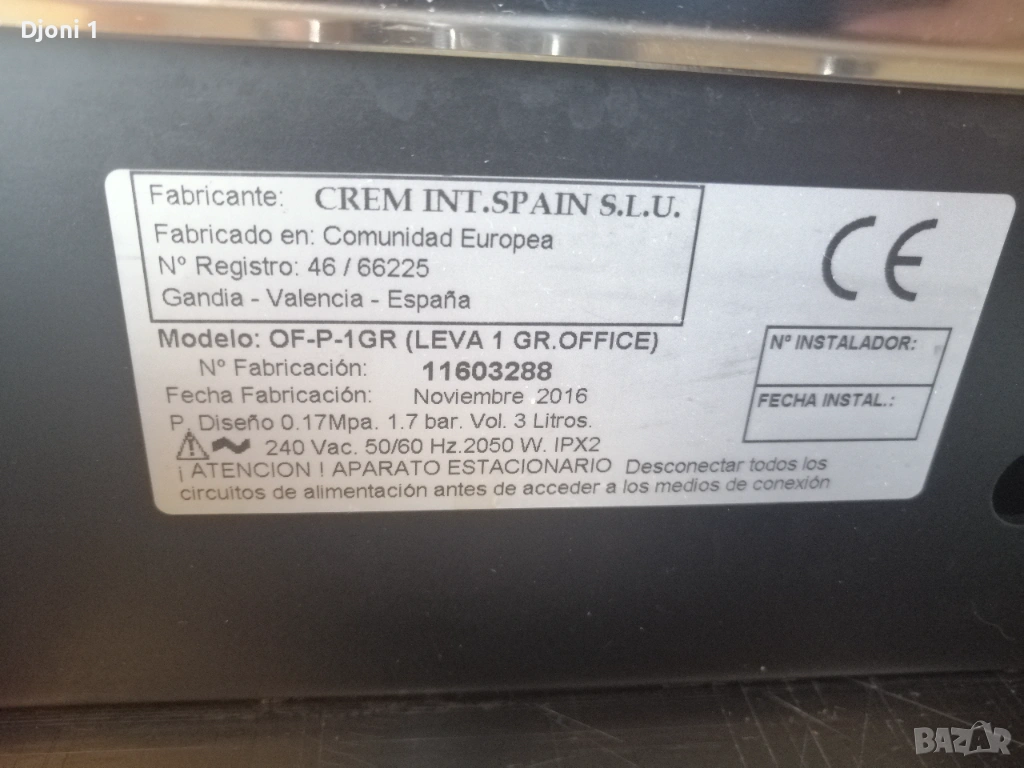 Djoni 1
Fabricante: CREM INT.SPAIN S.L.U.
Fabricado en: Comunidad Europea
Nº Registro: 46 / 66225
Gandia - Valencia - España
CE
Modelo: OF-P-1GR (LEVA 1 GR.OFFICE)
Nº Fabricación: 11603288
Fecha Fabricación: Noviembre 2016
P. Diseño 0.17Mpa. 1.7 bar. Vol. 3 Litros.
240 Vac. 50/60 Hz.2050 W. IPX2
¡ ATENCION ! APARATO ESTACIONARIO Desconectar todos los
circuitos de alimentación antes de acceder a los medios de conexión
Nº INSTALADOR:
FECHA INSTAL.:
BAZAR